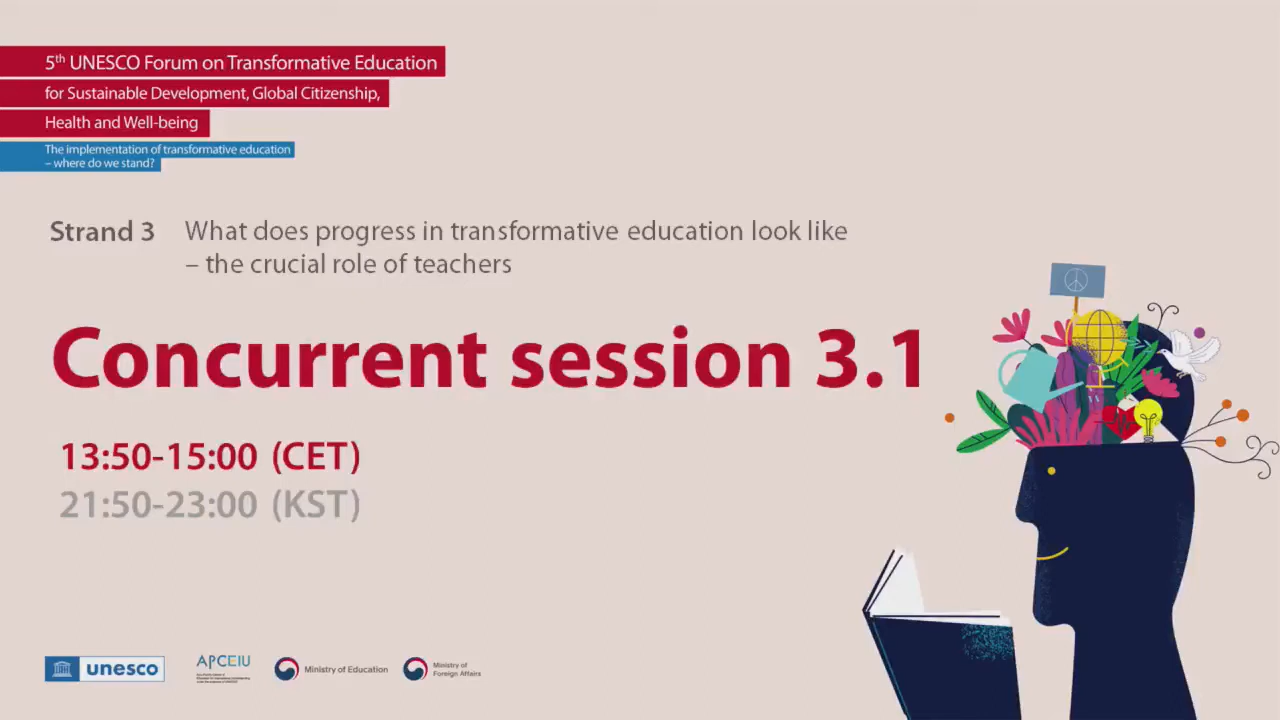 5th UNESCO Forum on Transformative Education
for Sustainable Development, Global Citizenship,
Health and Well-being
The implementation of transformative education
– where do we stand?
Strand 3 What does progress in transformative education look like
– the crucial role of teachers
Concurrent session 3.1
13:50-15:00 (CET)
21:50-23:00 (KST)
unesco
APCEIU
Ministry of Education
Ministry of
Foreign Affairs